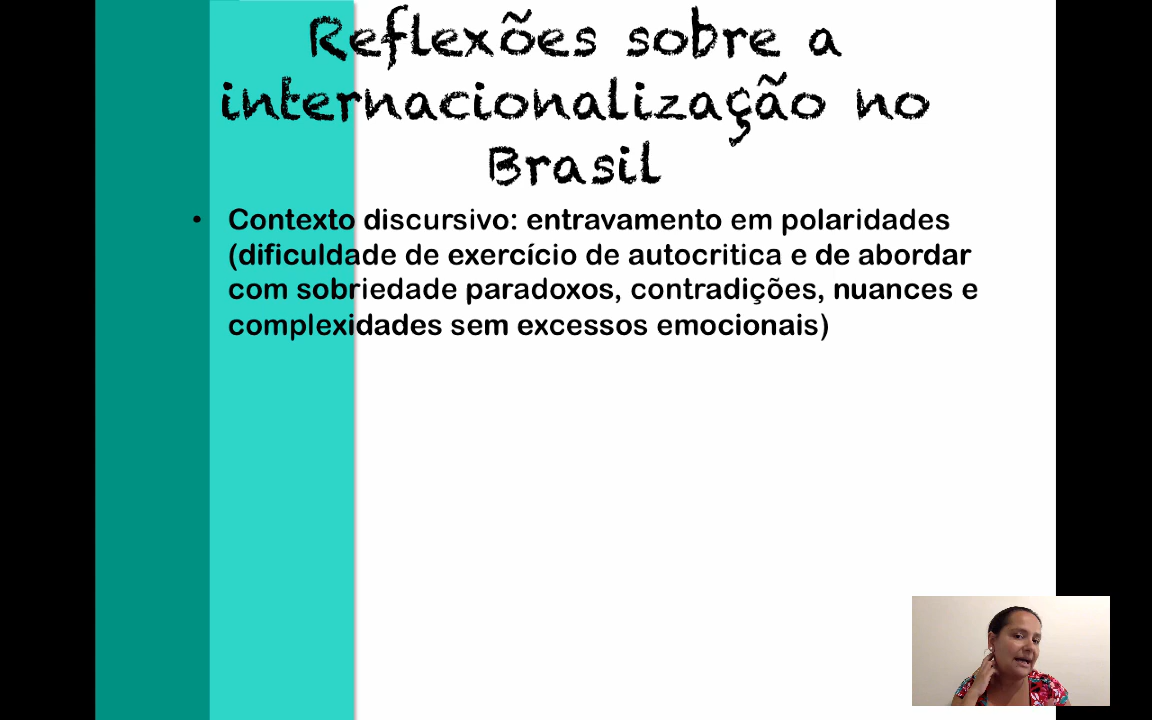 Reflexões sobre a
internacionalização no
Brasil
• Contexto discursivo: entravamento em polaridades
(dificuldade de exercício de autocritica e de abordar
com sobriedade paradoxos, contradições, nuances e
complexidades sem excessos emocionais)